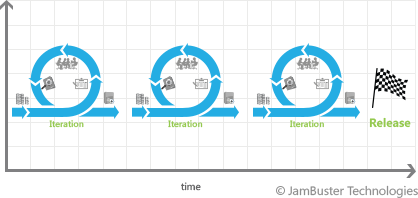 Iteration
Iteration
Iteration
Release
time
© JamBuster Technologies